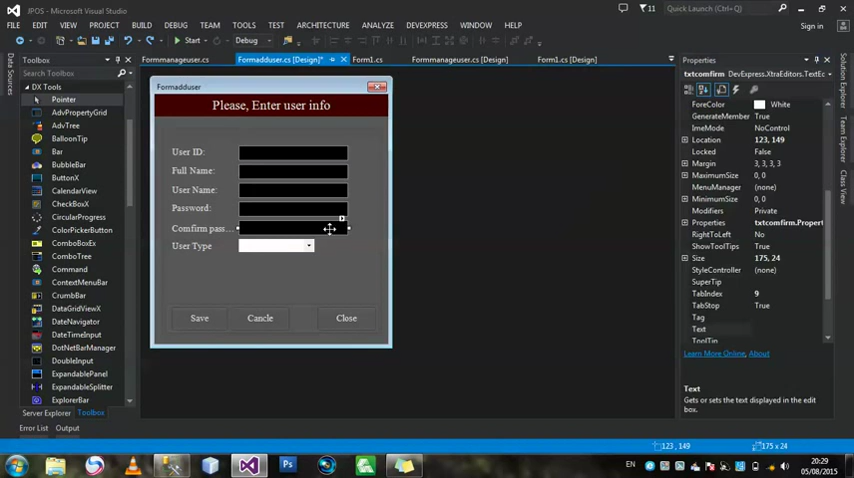 JPOS - Microsoft Visual Studio
11
Quick Launch (Ctrl+Q)
FILE EDIT VIEW PROJECT BUILD DEBUG TEAM TOOLS TEST ARCHITECTURE ANALYZE DEVEXPRESS WINDOW HELP
Sign in
Start Debug
Data Sources
Toolbox
Search Toolbox
DX Tools
Pointer
AdvPropertyGrid
AdvTree
BalloonTip
Bar
BubbleBar
ButtonX
CalendarView
CheckBoxX
CircularProgress
ColorPickerButton
ComboBoxEx
ComboTree
Command
ContextMenuBar
CrumbBar
DataGridViewX
DataNavigator
DateTimeInput
DotNetBarManager
DoubleInput
ExpandablePanel
ExpandableSplitter
ExplorerBar
Server Explorer Toolbox
Error List Output
Formmanageuser.cs
Formadduser.cs [Design]*
Form1.cs
Formmanageuser.cs [Design]
Form1.cs [Design]
Formadduser
Please, Enter user info
User ID:
Full Name:
User Name:
Password:
Comfirm pass...
User Type
Save Cancle Close
Properties
txtcomfirm DevExpress.XtraEditors.TextEc
ForeColor White
GenerateMember True
ImeMode NoControl
Location 123, 149
Locked False
Margin 3, 3, 3, 3
MaximumSize 0, 0
MenuManager (none)
MinimumSize 0, 0
Modifiers Private
Properties txtcomfirm.Propert
RightToLeft No
ShowToolTips True
Size 175, 24
StyleController (none)
SuperTip
TabIndex 9
TabStop True
Tag
Text
ToolTip
Learn More Online, About
Text
Gets or sets the text displayed in the edit
box.
Solution Explorer
Team Explorer
Class View
123 , 149
175 x 24
EN
20:29
05/08/2015